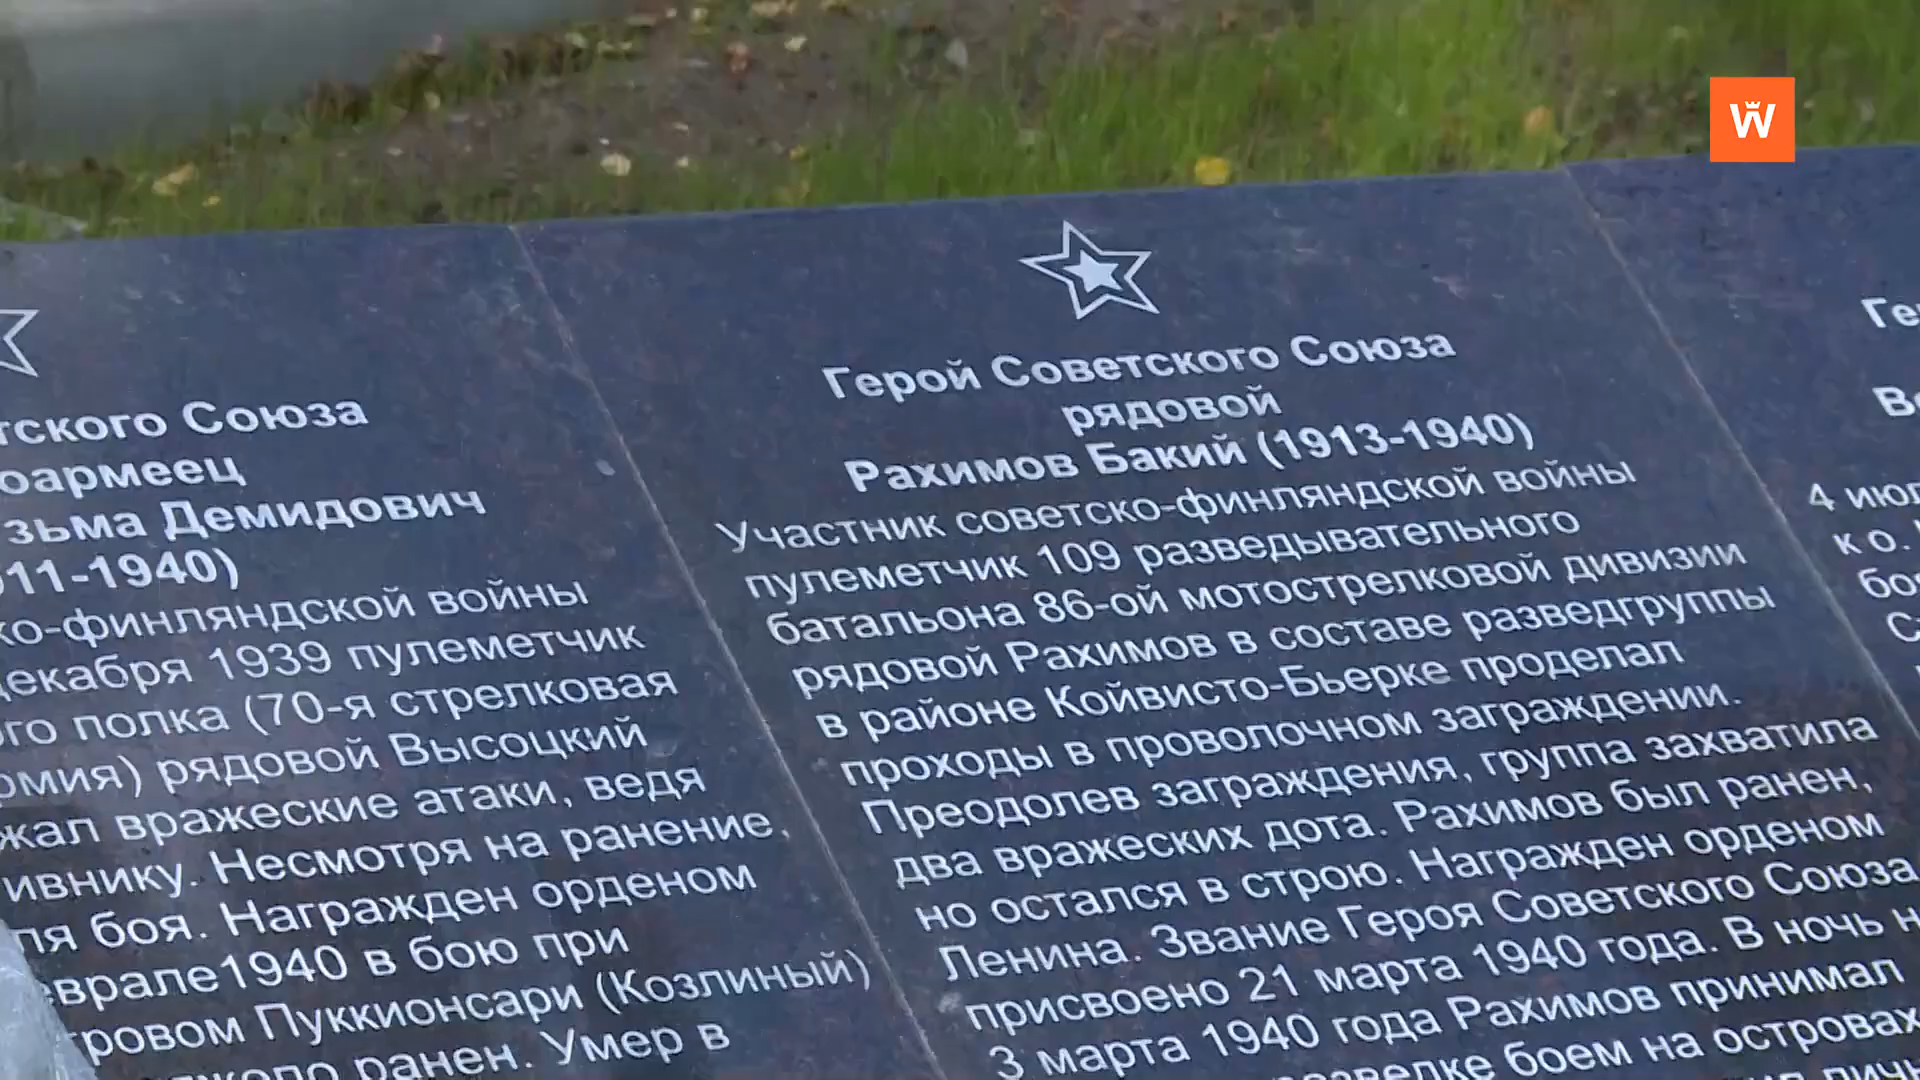 тского Союза
оармеец
зьма Демидович
11-1940)
ко-финляндской войны
декабря 1939 пулеметчик
ого полка (70-я стрелковая
рмия) рядовой Высоцкий
жал вражеские атаки, ведя
ивнику. Несмотря на ранение,
ля боя. Награжден орденом
еврале1940 в бою при
тровом Пуккионсари (Козлиный)
ранен. Умер в
Герой Советского Союза
рядовой
Рахимов Бакий (1913-1940)
Участник советско-финляндской войны
пулеметчик 109 разведывательного
батальона 86-ой мотострелковой дивизии
рядовой Рахимов в составе разведгруппы
в районе Койвисто-Бьерке проделал
проходы в проволочном заграждении.
Преодолев заграждения, группа захватила
два вражеских дота. Рахимов был ранен,
но остался в строю. Награжден орденом
Ленина. Звание Героя Советского Союза
присвоено 21 марта 1940 года. В ночь н
3 марта 1940 года Рахимов принимал
боем на островах
Ге
Ве
4 июл
к о.
боя
С
W